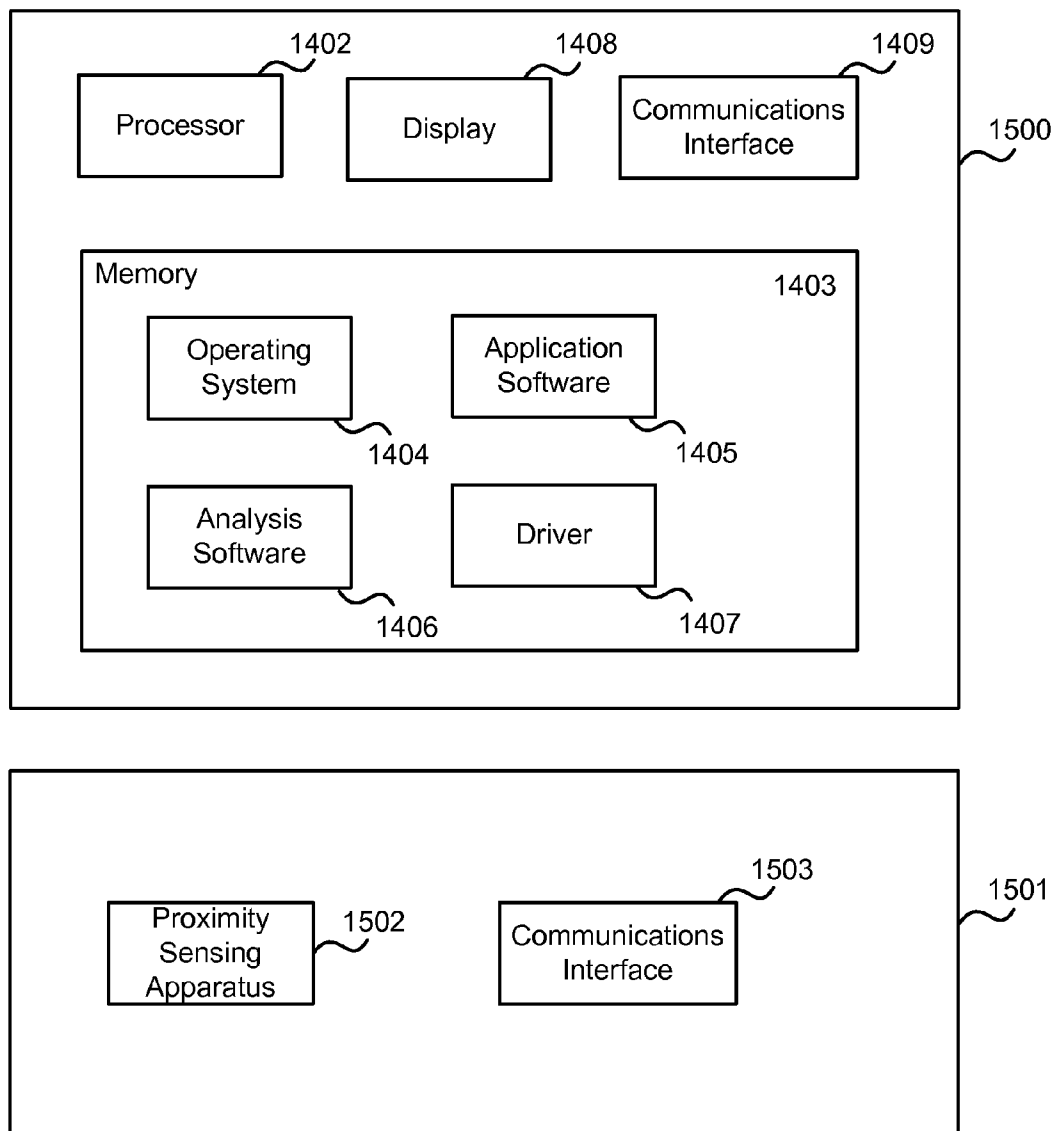 1402
1408
1409
Processor
Display
Communications
Interface
1500
Memory
1403
Operating
System
Application
Software
1404
1405
Analysis
Software
Driver
1406
1407
1503
1501
Proximity
Sensing
Apparatus
1502
Communications
Interface